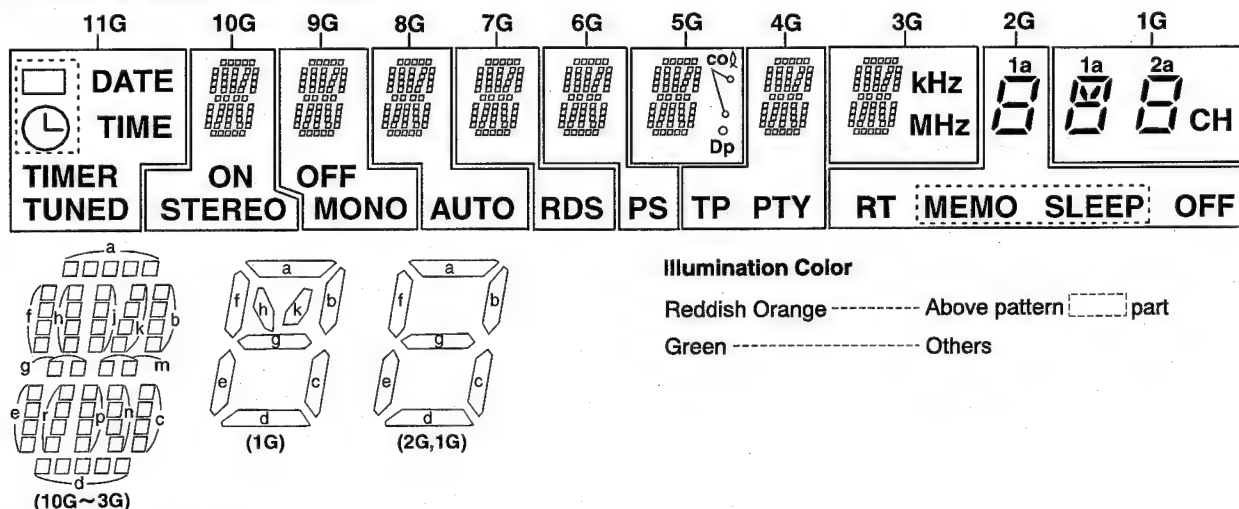 11G 10G 9G 8G 7G 6G 5G 4G 3G 2G 1G
DATE
TIME
TIMER
TUNED
ON
STEREO
OFF
MONO
AUTO
RDS
PS
col
Dp
TP PTY
kHz
MHz
1a
1a 2a
CH
RT MEMO SLEEP OFF
a
f h j k b
g m
e r p n c
d
(10G~3G)
a
f h k b
g
e c
d
(1G)
a
f b
g
e c
d
(2G,1G)
Illumination Color
Reddish Orange ---------- Above pattern part
Green -------------------- Others